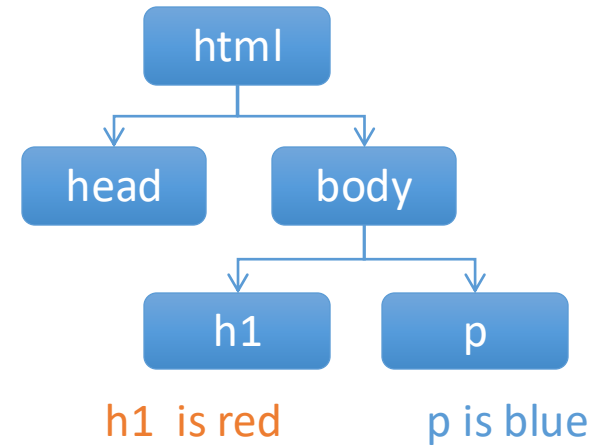 html
head
body
h1
p
h1 is red
p is blue